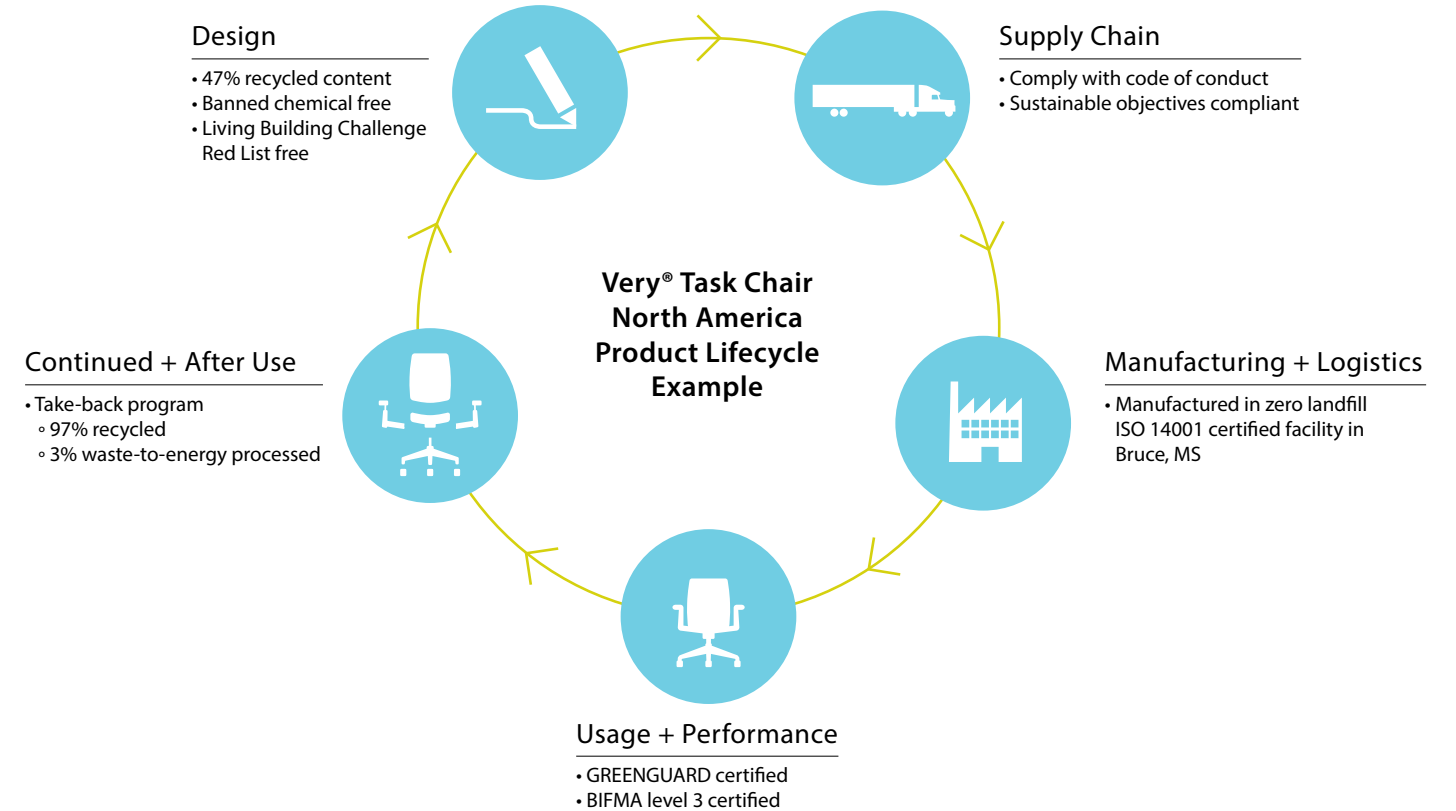 Design
• 47% recycled content
• Banned chemical free
• Living Building Challenge
Red List free
Supply Chain
• Comply with code of conduct
• Sustainable objectives compliant
Very® Task Chair
North America
Product Lifecycle
Example
Continued + After Use
• Take-back program
◦ 97% recycled
◦ 3% waste-to-energy processed
Manufacturing + Logistics
• Manufactured in zero landfill
ISO 14001 certified facility in
Bruce, MS
Usage + Performance
• GREENGUARD certified
• BIFMA level 3 certified